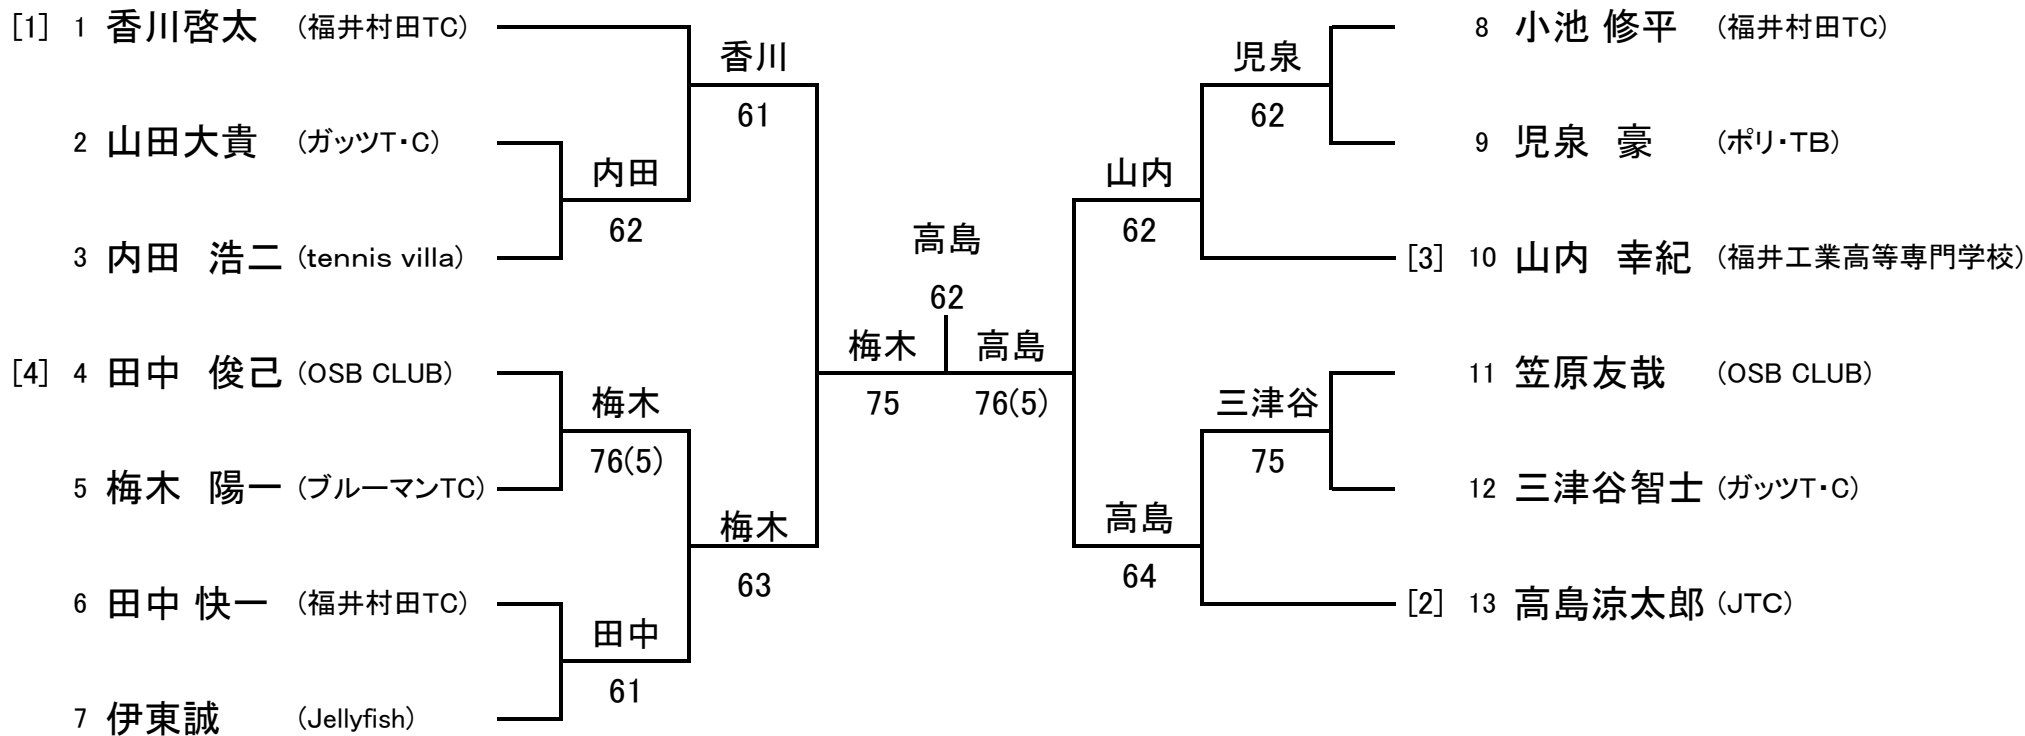 [1] 1 香川啓太 (福井村田TC)
香川
61
2 山田大貴 (ガッツT・C)
内田
62
3 内田 浩二 (tennis villa)
[4] 4 田中 俊己 (OSB CLUB)
梅木
76(5)
5 梅木 陽一 (ブルーマンTC)
梅木
63
6 田中 快一 (福井村田TC)
田中
61
7 伊東誠 (Jellyfish)
高島
62
梅木
75
高島
76(5)
8 小池 修平 (福井村田TC)
児泉
62
9 児泉 豪 (ポリ・TB)
山内
62
[3] 10 山内 幸紀 (福井工業高等専門学校)
11 笠原友哉 (OSB CLUB)
三津谷
75
12 三津谷智士 (ガッツT・C)
高島
64
[2] 13 高島涼太郎 (JTC)